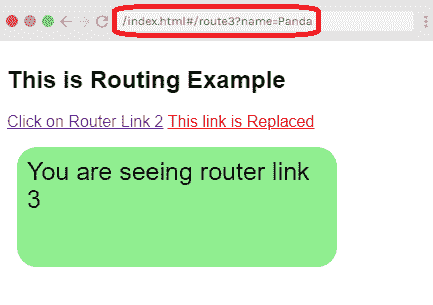 /index.html#/route3?name=Panda
This is Routing Example
Click on Router Link 2 This link is Replaced
You are seeing router link
3